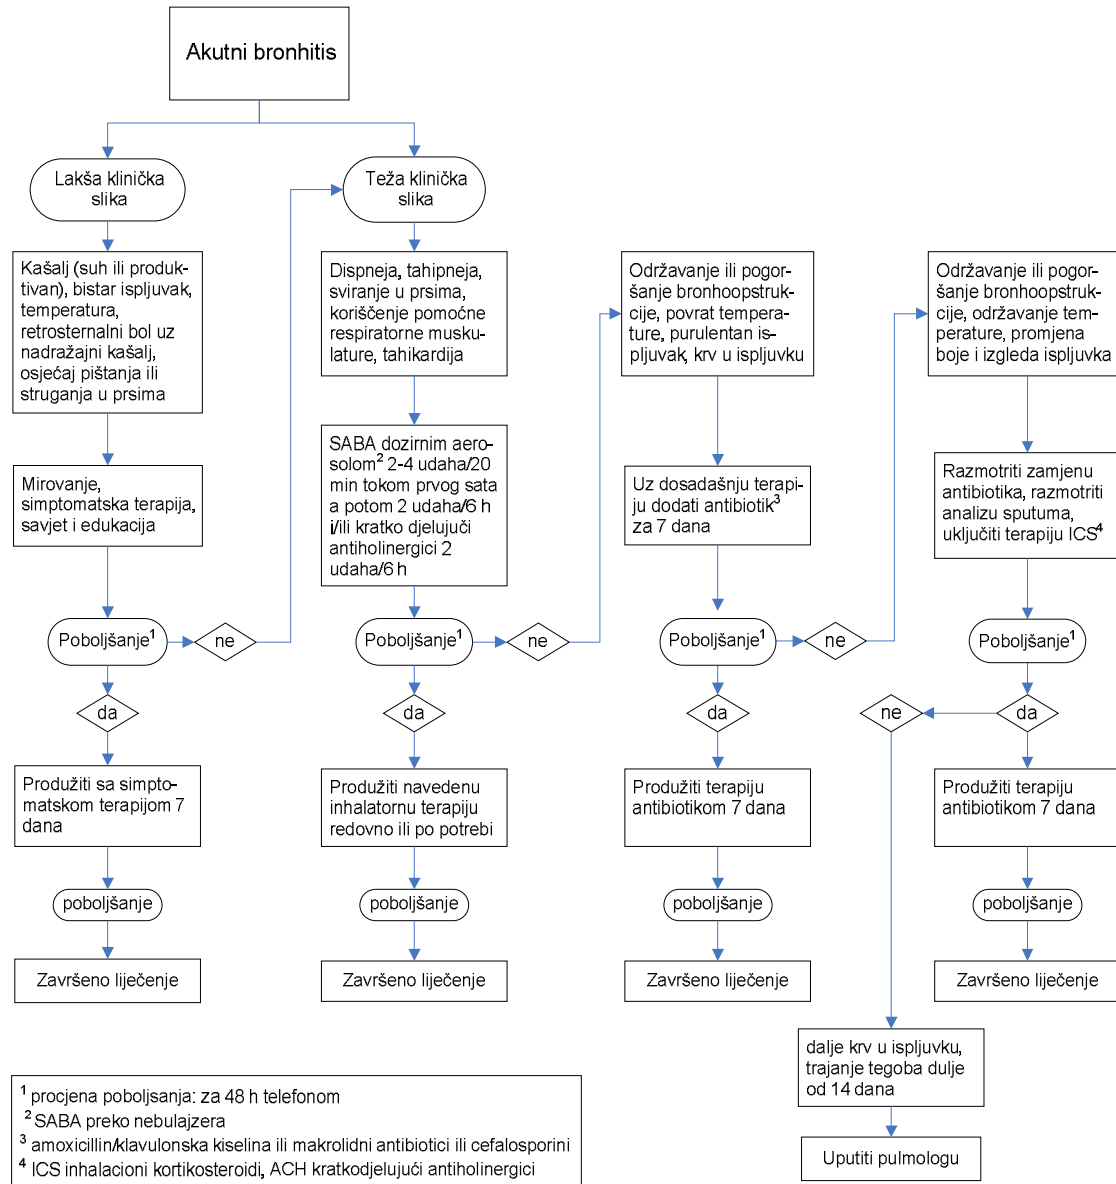 Akutni bronhitis
Lakša klinička
slika
Kašalj (suh ili produk-
tivan), bistar ispljuvak,
temperatura,
retrosternalni bol uz
nadražajni kašalj,
osjećaj pištanja ili
struganja u prsima
Mirovanje,
simptomatska terapija,
savjet i edukacija
Poboljšanje¹
ne
da
Produžiti sa simpto-
matskom terapijom 7
dana
poboljšanje
Završeno liječenje
Teža klinička
slika
Dispneja, tahipneja,
sviranje u prsima,
koriščenje pomoćne
respiratorne musku-
lature, tahikardija
SABA dozirnim aero-
solom² 2-4 udaha/20
min tokom prvog sata
a potom 2 udaha/6 h
i/ili kratko djelujući
antiholinergici 2
udaha/6 h
Poboljšanje¹
ne
da
Produžiti navedenu
inhalatornu terapiju
redovno ili po potrebi
poboljšanje
Završeno liječenje
Održavanje ili pogor-
šanje bronhoopstruk-
cije, povrat tempera-
ture, purulentan is-
pljuvak, krv u ispljuvku
Uz dosadašnju terapi-
ju dodati antibiotik³
za 7 dana
Poboljšanje¹
ne
da
Produžiti terapiju
antibiotikom 7 dana
poboljšanje
Završeno liječenje
Održavanje ili pogor-
šanje bronhoopstruk-
cije, održavanje tem-
perature, promjena
boje i izgleda ispljuvka
Razmotriti zamjenu
antibiotika, razmotriti
analizu sputuma,
uključiti terapiju ICS⁴
Poboljšanje¹
ne
da
Produžiti terapiju
antibiotikom 7 dana
poboljšanje
Završeno liječenje
dalje krv u ispljuvku,
trajanje tegoba dulje
od 14 dana
Uputiti pulmologu
¹ procjena poboljsanja: za 48 h telefonom
² SABA preko nebulajzera
³ amoxicillin/klavulonska kiselina ili makrolidni antibiotici ili cefalosporini
⁴ ICS inhalacioni kortikosteroidi, ACH kratkodjelujući antiholinergici